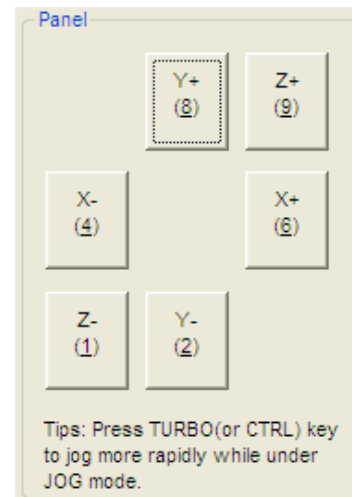 Panel
Y+ Z+
(8) (9)
X- X+
(4) (6)
Z- Y-
(1) (2)
Tips: Press TURBO(or CTRL) key
to jog more rapidly while under
JOG mode.